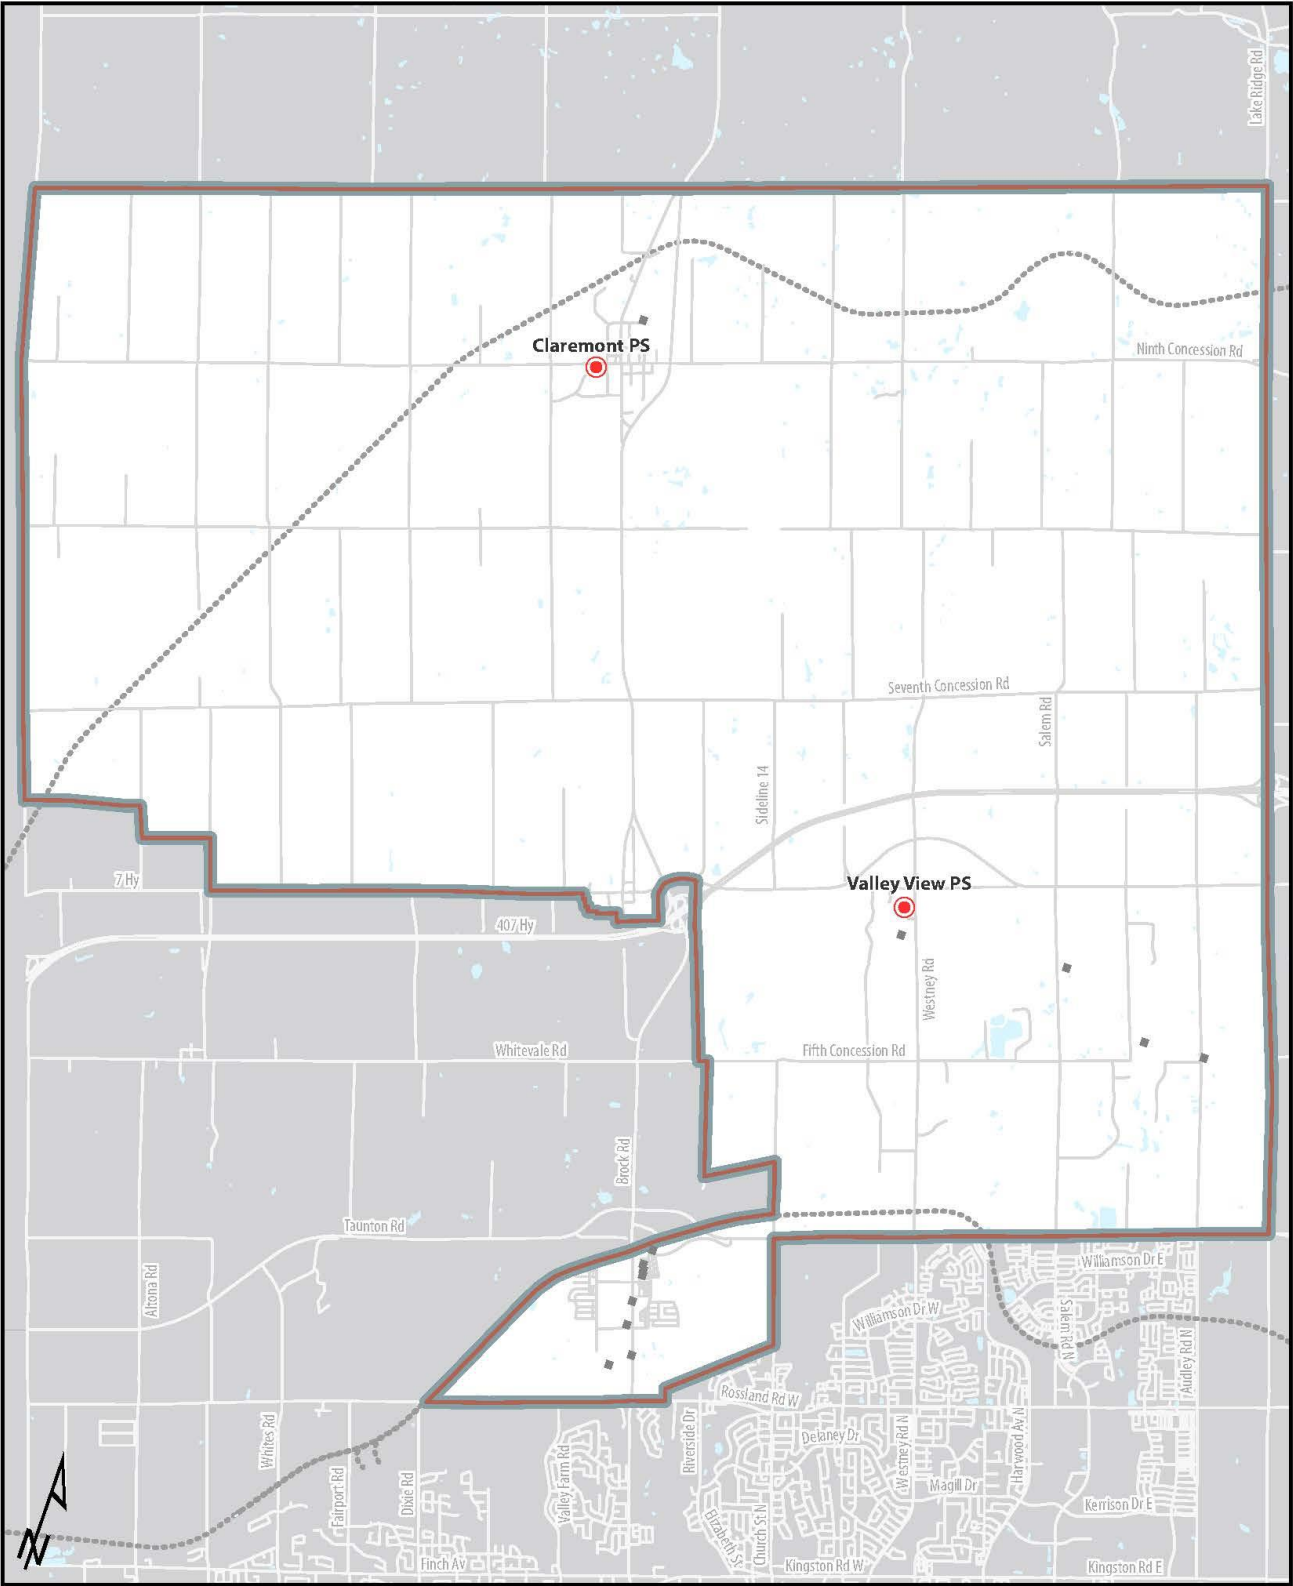 Lake Ridge Rd
Claremont PS
Ninth Concession Rd
Seventh Concession Rd
Salem Rd
Sideline 14
7 Hy
Valley View PS
407 Hy
Westney Rd
Whitevale Rd
Fifth Concession Rd
Brock Rd
Taunton Rd
Altona Rd
Williamson Dr E
Williamson Dr W
Salem Rd N
Audley Rd N
Rossland Rd W
Whites Rd
Riverside Dr
Delaney Dr
Westney Rd N
Harwood Av N
Fairport Rd
Dixie Rd
Valley Farm Rd
Magill Dr
Kerrison Dr E
Elizabeth St
Church St N
N
Finch Av
Kingston Rd W
Kingston Rd E